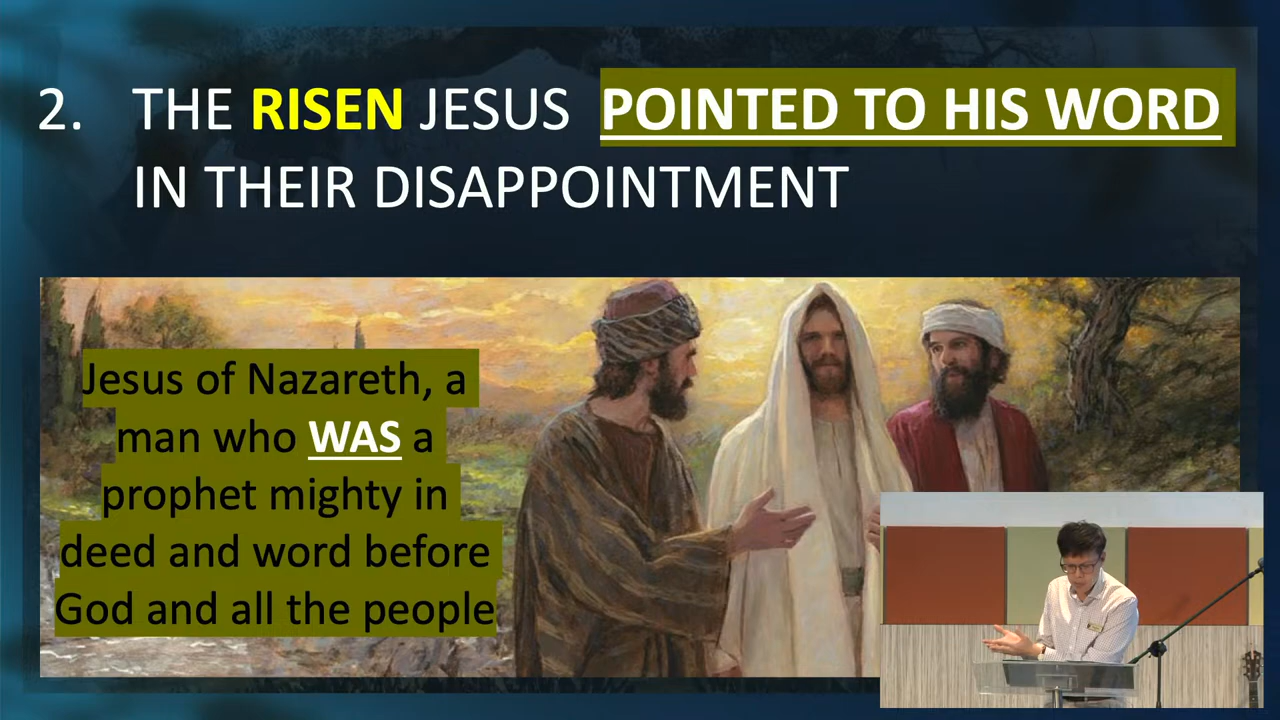 2. THE RISEN JESUS POINTED TO HIS WORD
IN THEIR DISAPPOINTMENT
Jesus of Nazareth, a
man who WAS a
prophet mighty in
deed and word before
God and all the people